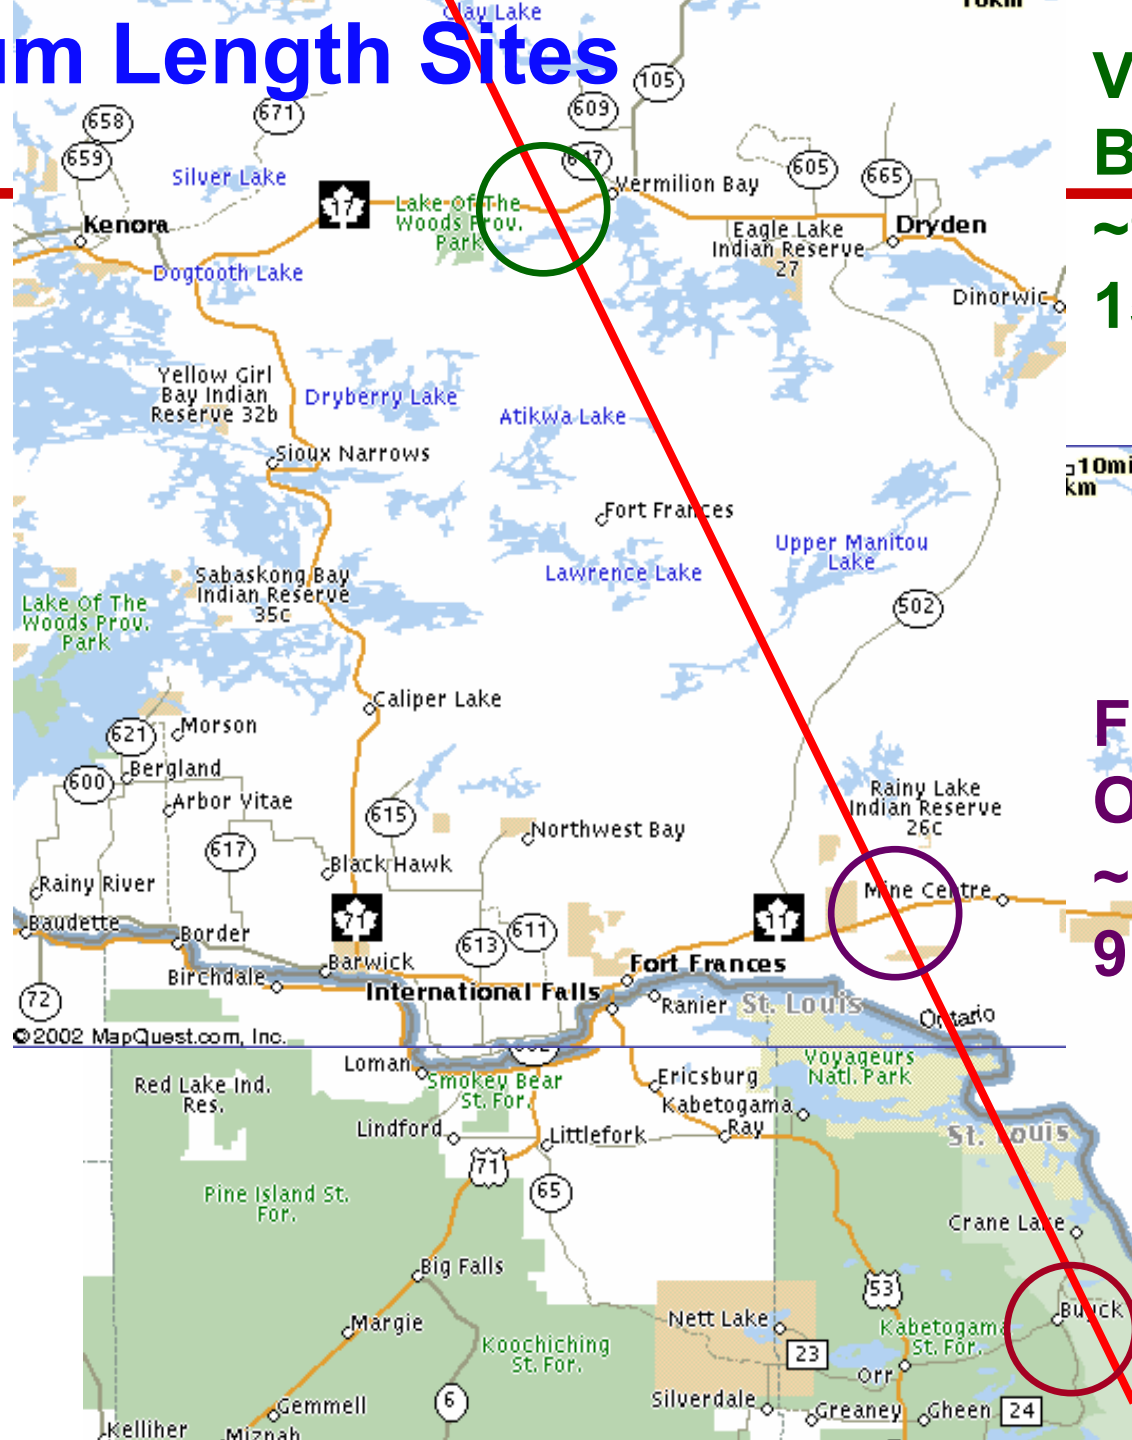 Clay Lake
10km
um Length Sites
V
105
609
671
658
B
659
647
605
665
Silver Lake
Vermilion Bay
17
Lake Of The
Woods Prov.
Park
Kenora
~
Eagle Lake
Indian Reserve
27
Dryden
Dogtooth Lake
Dinorwic
1
Yellow Girl
Bay Indian
Reserve 32b
Dryberry Lake
Atikwa Lake
Sioux Narrows
10mi
km
Fort Frances
Upper Manitou
Lake
Lawrence Lake
Sabaskong Bay
Indian Reserve
35c
Lake Of The
Woods Prov.
Park
502
Caliper Lake
F
Morson
621
Bergland
600
Rainy Lake
Indian Reserve
26c
O
Arbor Vitae
615
Northwest Bay
617
Black Hawk
Rainy River
Mine Centre
~
Baudette
71
11
Border
611
613
9
Barwick
Fort Frances
Birchdale
International Falls
72
Ranier
St. Louis
Ontario
©2002 MapQuest.com, Inc.
Loman
Voyageurs
Natl. Park
Red Lake Ind.
Res.
Smokey Bear
St. For.
Ericsburg
Kabetogama
Lindford
Littlefork
Ray
St. Louis
71
65
Pine Island St.
For.
Crane Lake
Big Falls
53
Buyck
Margie
Nett Lake
Kabetogama
St. For.
Koochiching
St. For.
23
Orr
6
Gemmell
Silverdale
Greaney
Gheen
24
Kelliher
Mizpah